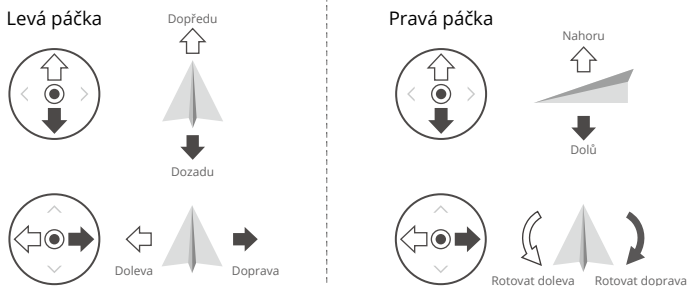 Levá páčka
Dopředu
Dozadu
Doleva
Doprava
Pravá páčka
Nahoru
Dolů
Rotovat doleva
Rotovat doprava